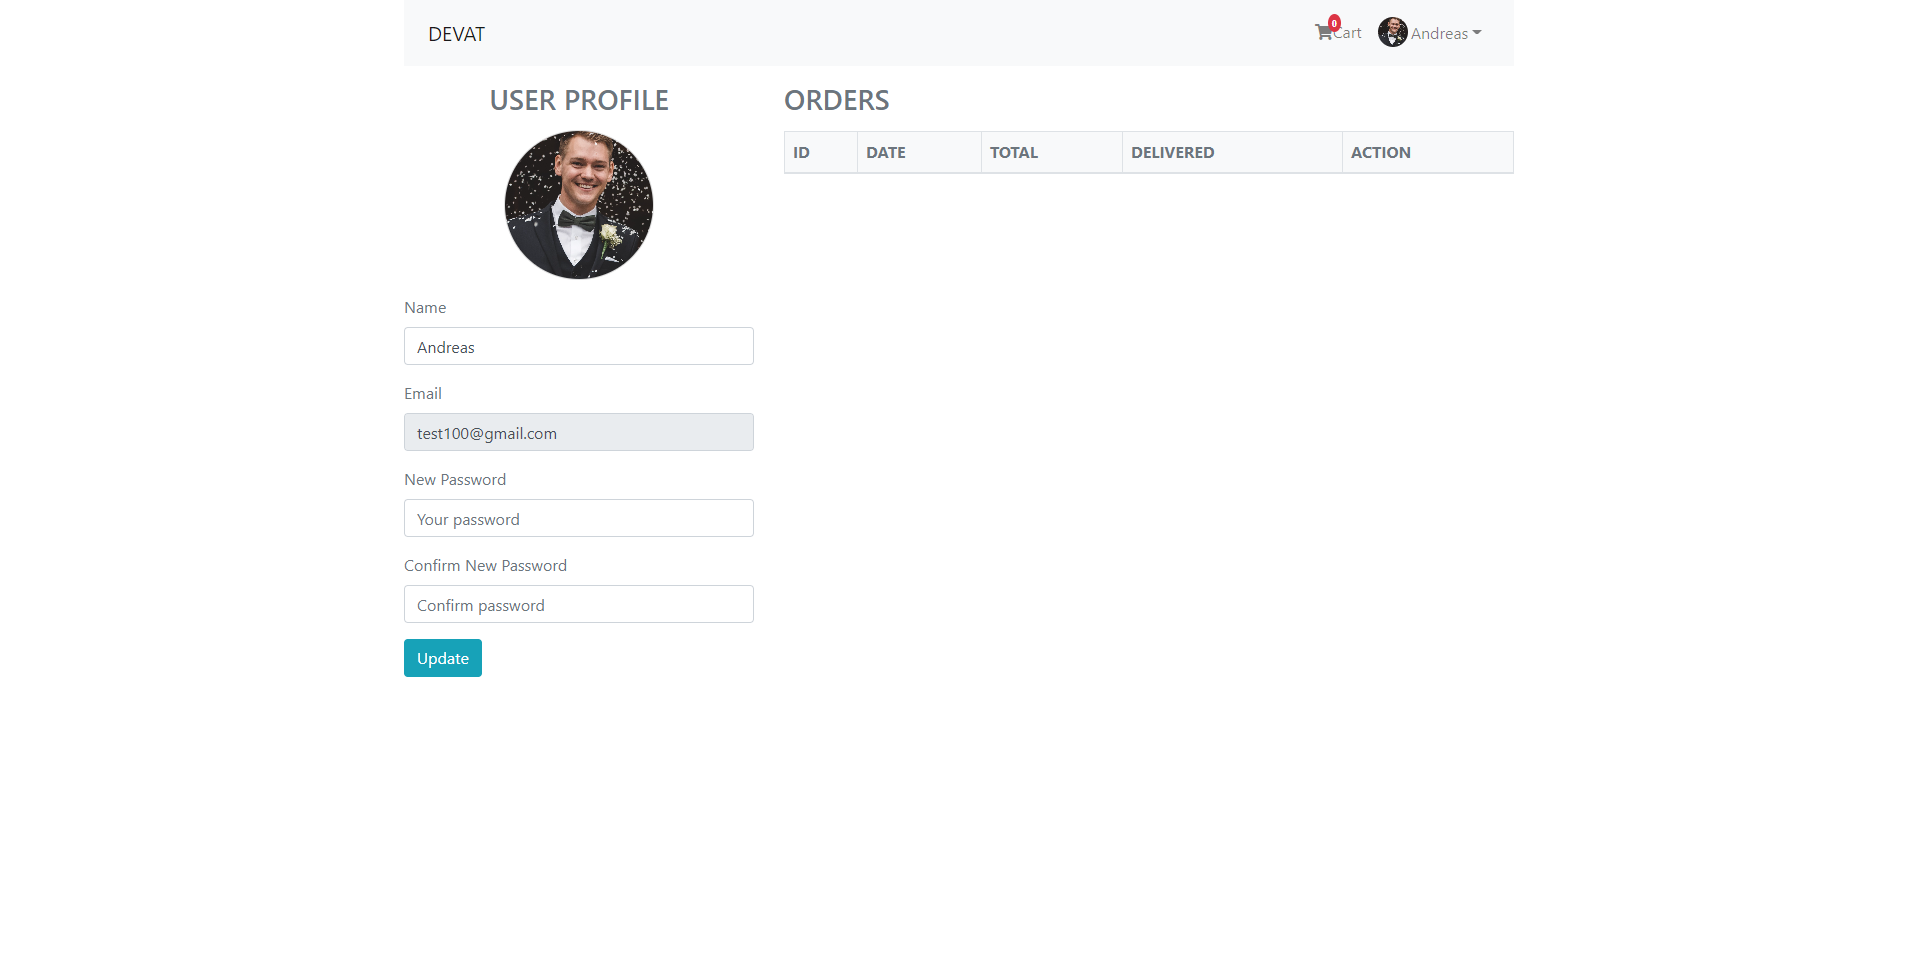 DEVAT
0
Cart
Andreas
USER PROFILE
Name
Andreas
Email
test100@gmail.com
New Password
Your password
Confirm New Password
Confirm password
Update
ORDERS
ID DATE TOTAL DELIVERED ACTION